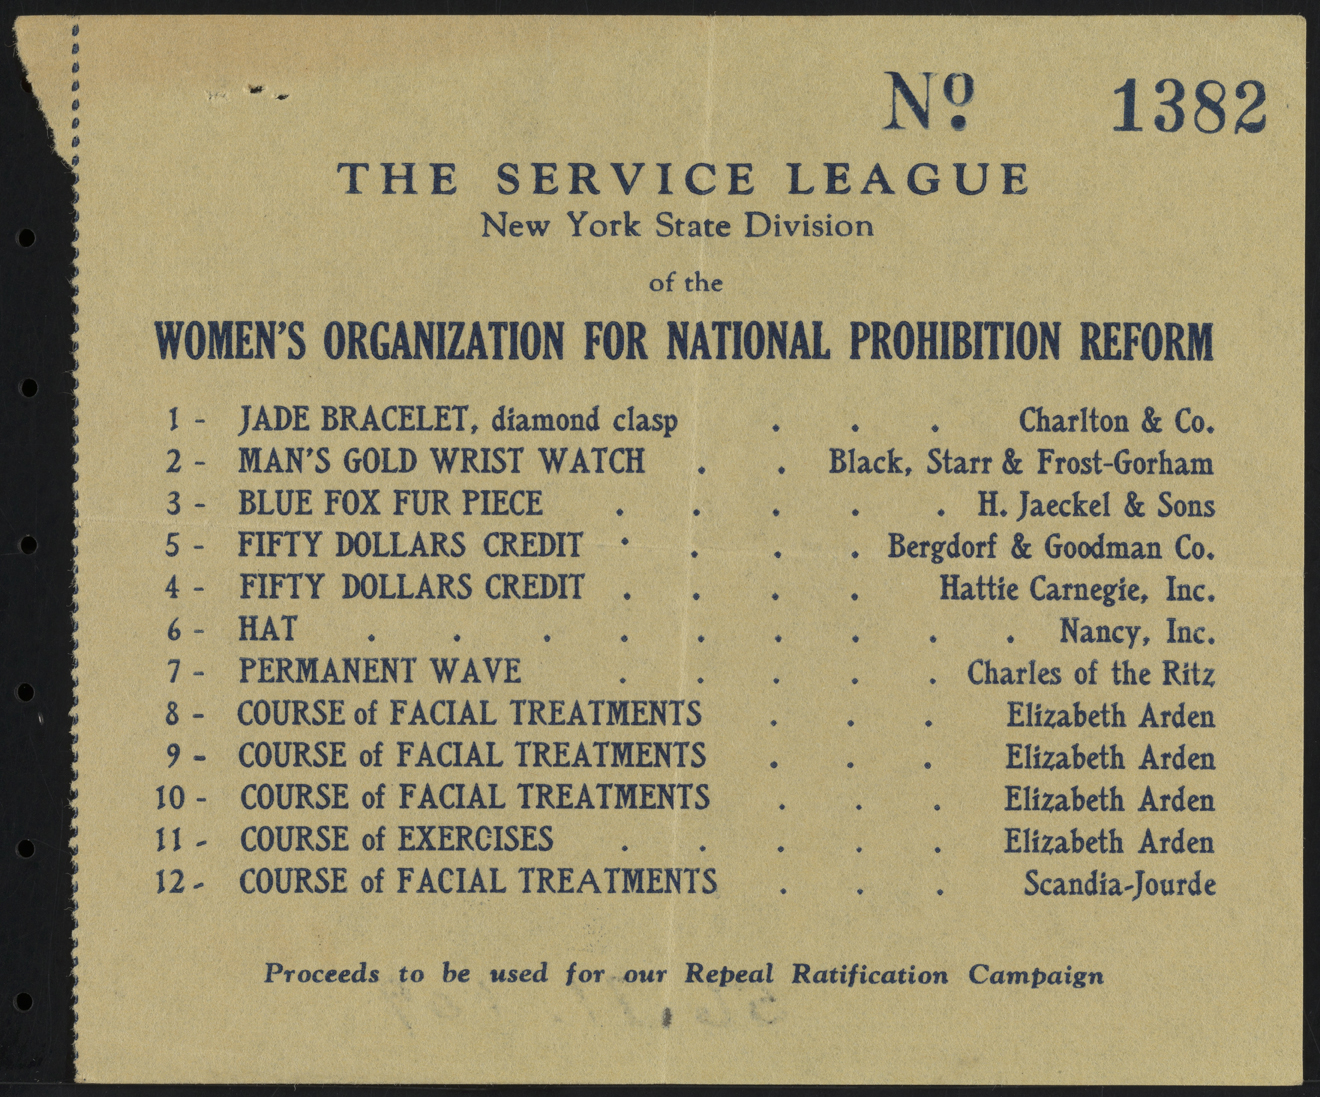 Nº 1382
THE SERVICE LEAGUE
New York State Division
of the
WOMEN'S ORGANIZATION FOR NATIONAL PROHIBITION REFORM
1 - JADE BRACELET, diamond clasp . . . Charlton & Co.
2 - MAN'S GOLD WRIST WATCH . . Black, Starr & Frost-Gorham
3 - BLUE FOX FUR PIECE . . . . . H. Jaeckel & Sons
5 - FIFTY DOLLARS CREDIT . . . . Bergdorf & Goodman Co.
4 - FIFTY DOLLARS CREDIT . . . . Hattie Carnegie, Inc.
6 - HAT . . . . . . . . . Nancy, Inc.
7 - PERMANENT WAVE . . . . . Charles of the Ritz
8 - COURSE of FACIAL TREATMENTS . . . Elizabeth Arden
9 - COURSE of FACIAL TREATMENTS . . . Elizabeth Arden
10 - COURSE of FACIAL TREATMENTS . . . Elizabeth Arden
11 - COURSE of EXERCISES . . . . . Elizabeth Arden
12 - COURSE of FACIAL TREATMENTS . . . Scandia-Jourde
Proceeds to be used for our Repeal Ratification Campaign